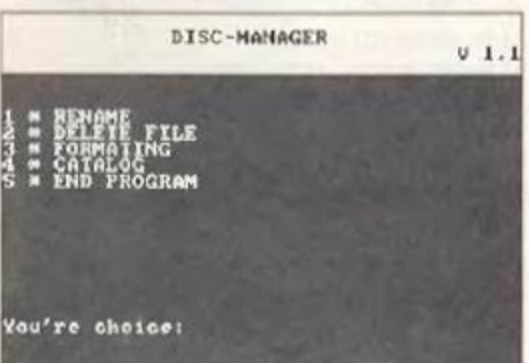 DISC-MANAGER
V 1.1
1 * RENAME
2 * DELETE FILE
3 * FORMATING
4 * CATALOG
5 * END PROGRAM
You're choice: